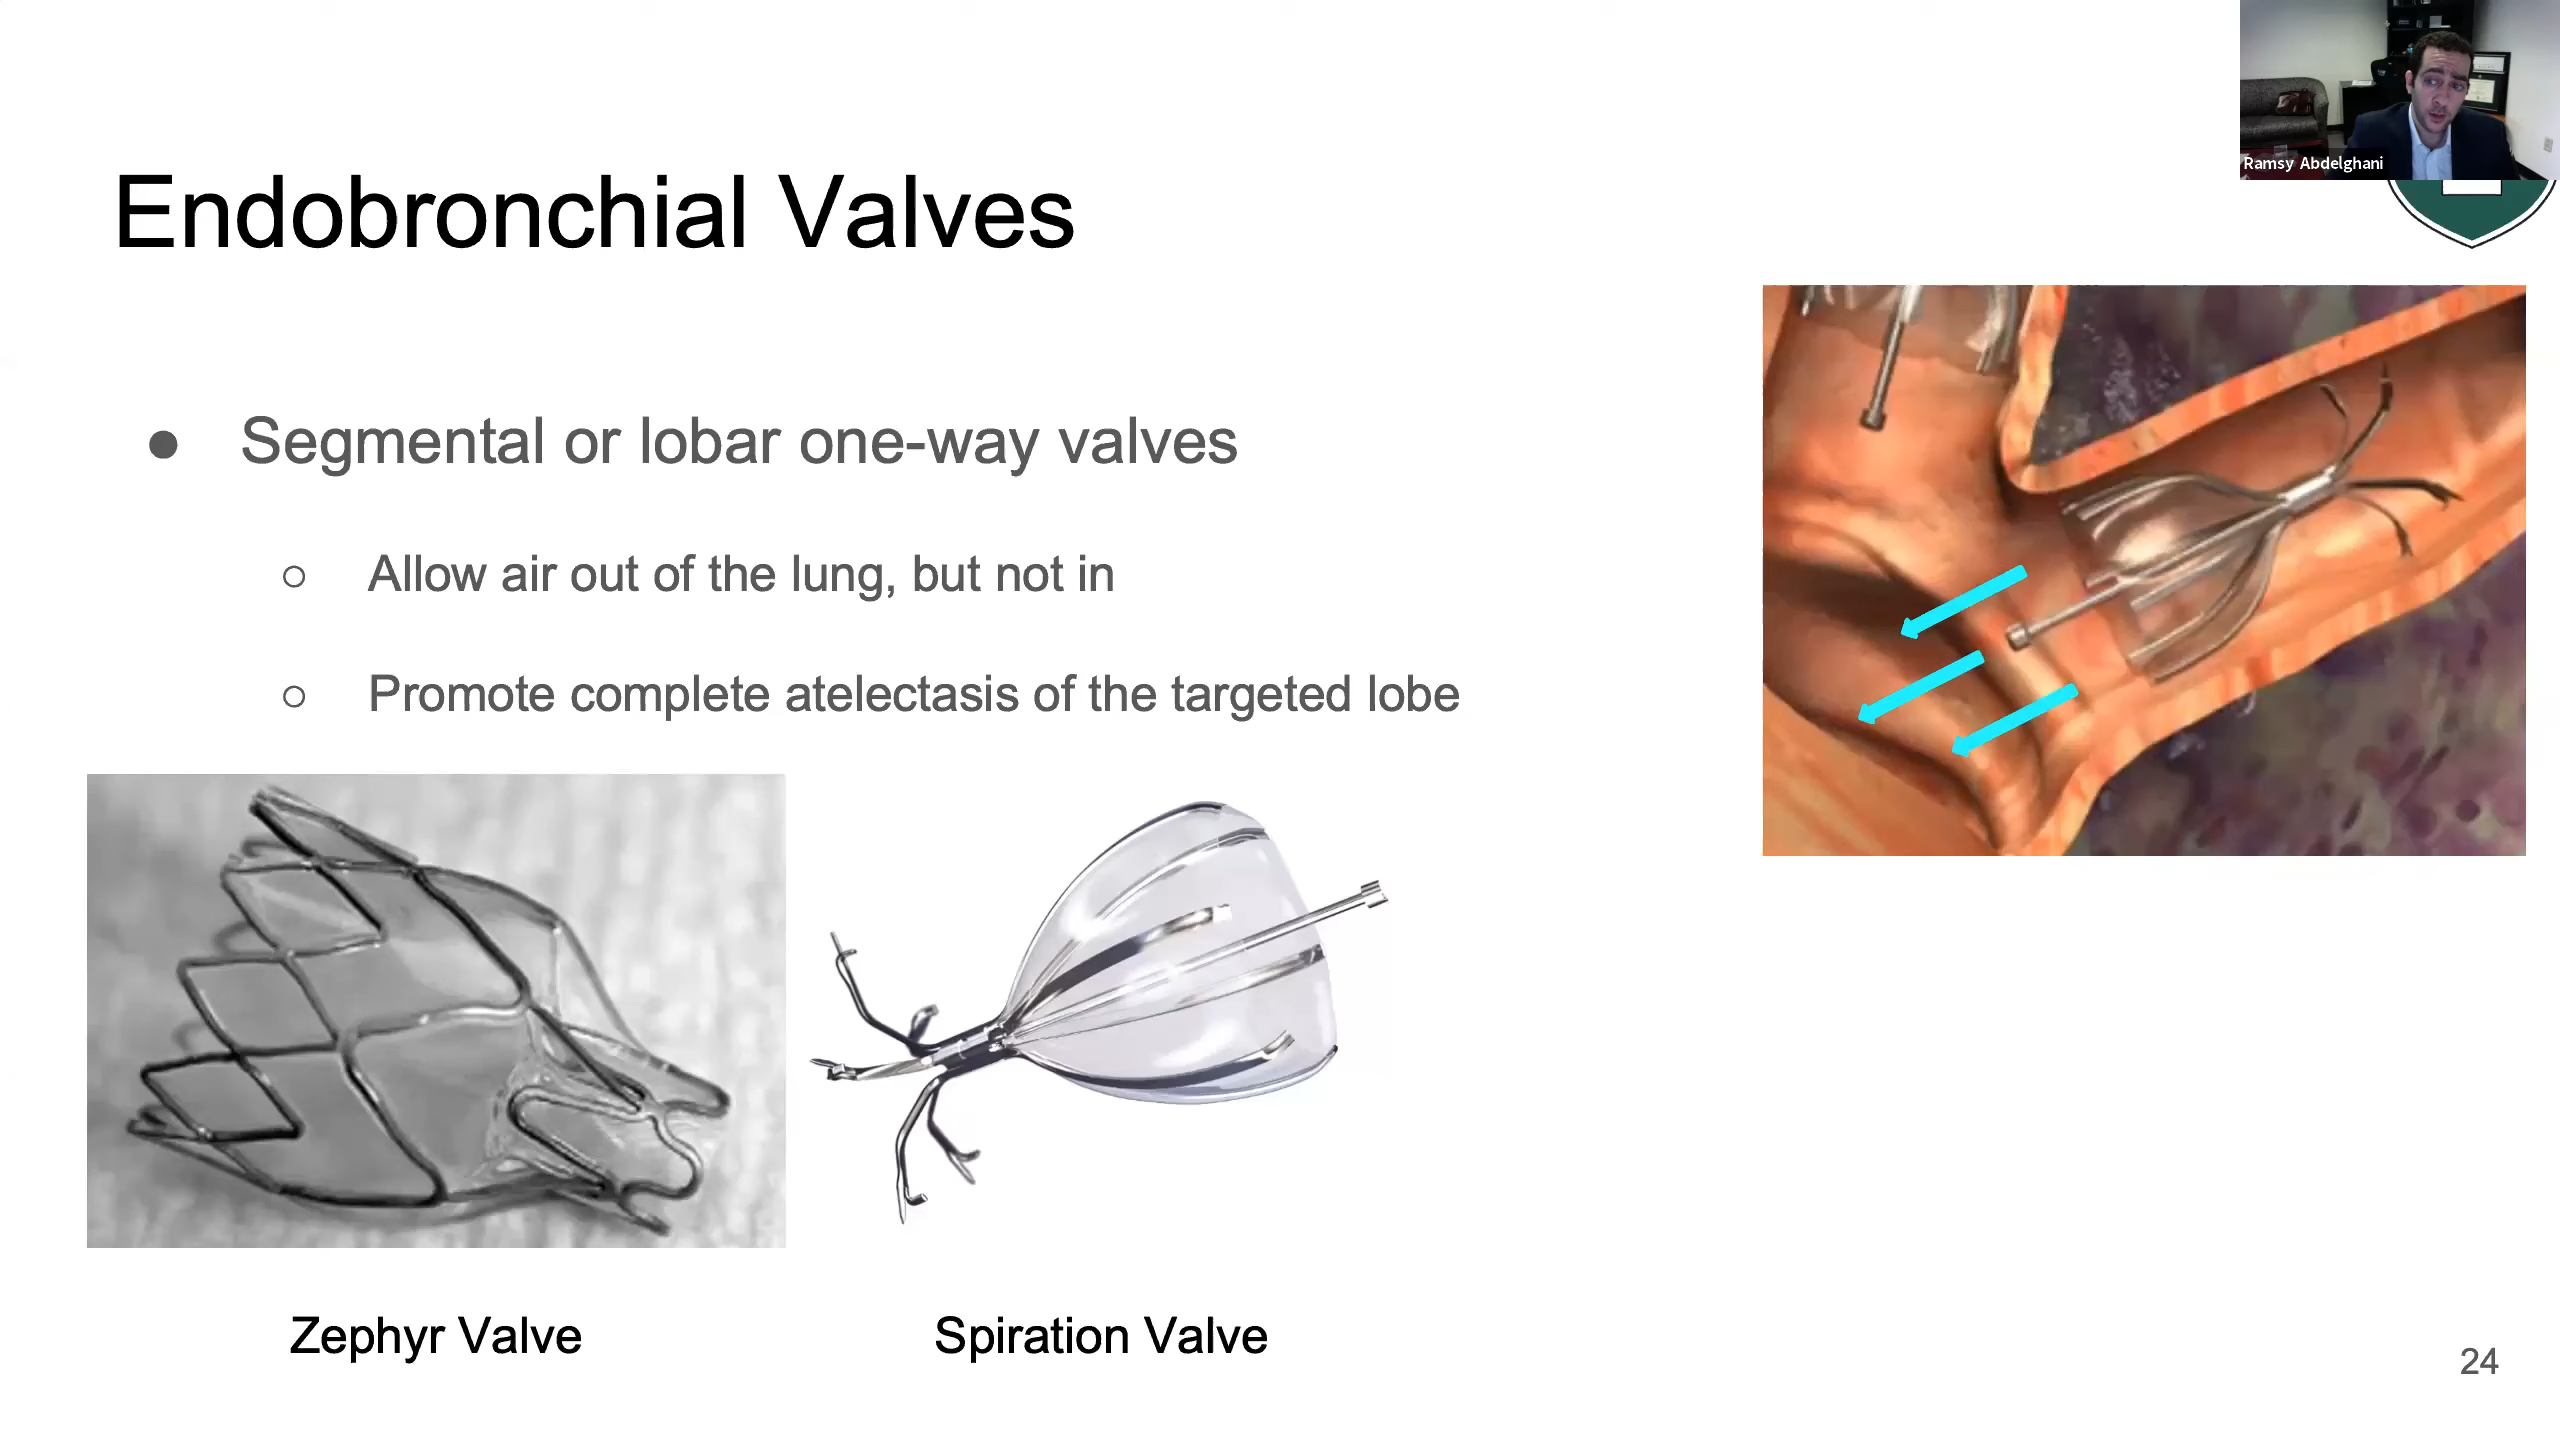 Ramsy Abdelghani
Endobronchial Valves
● Segmental or lobar one-way valves
○ Allow air out of the lung, but not in
○ Promote complete atelectasis of the targeted lobe
Zephyr Valve
Spiration Valve
24